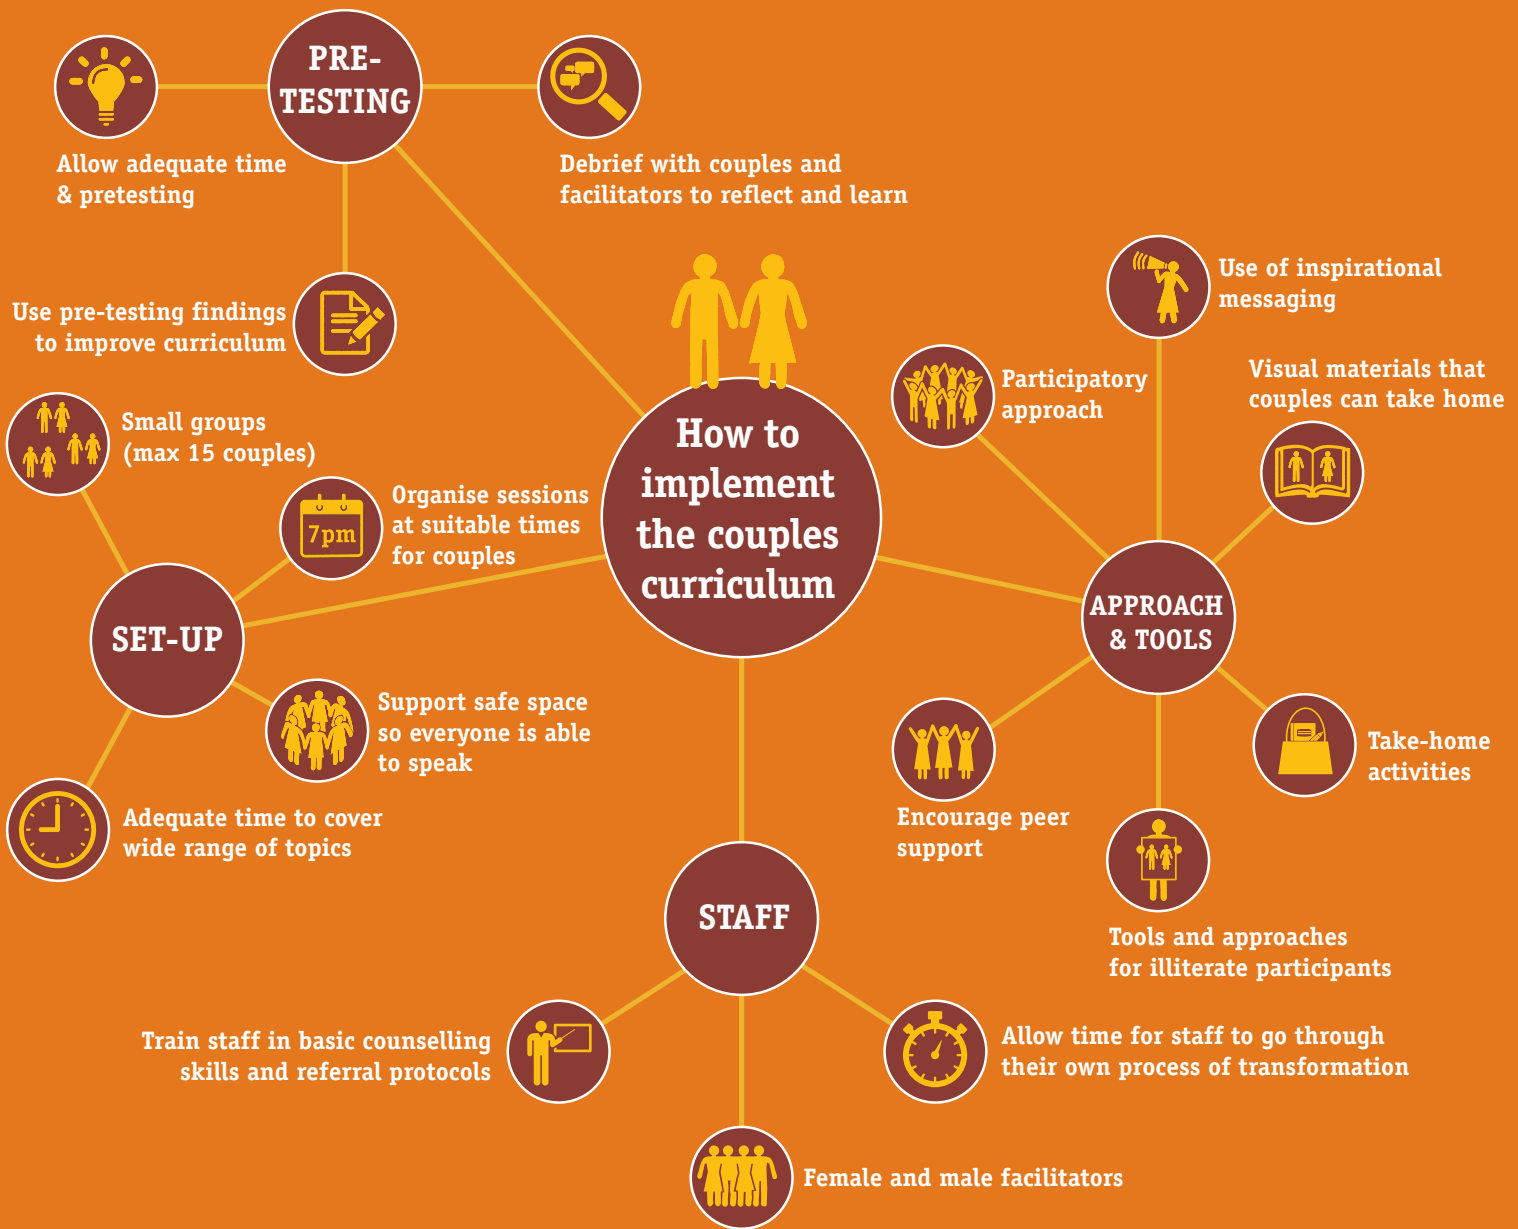 PRE-
TESTING
Allow adequate time
& pretesting
Debrief with couples and
facilitators to reflect and learn
Use pre-testing findings
to improve curriculum
How to
implement
the couples
curriculum
Use of inspirational
messaging
Participatory
approach
Visual materials that
couples can take home
Small groups
(max 15 couples)
7pm
Organise sessions
at suitable times
for couples
SET-UP
Support safe space
so everyone is able
to speak
Adequate time to cover
wide range of topics
APPROACH
& TOOLS
Encourage peer
support
Take-home
activities
Tools and approaches
for illiterate participants
STAFF
Train staff in basic counselling
skills and referral protocols
Allow time for staff to go through
their own process of transformation
Female and male facilitators